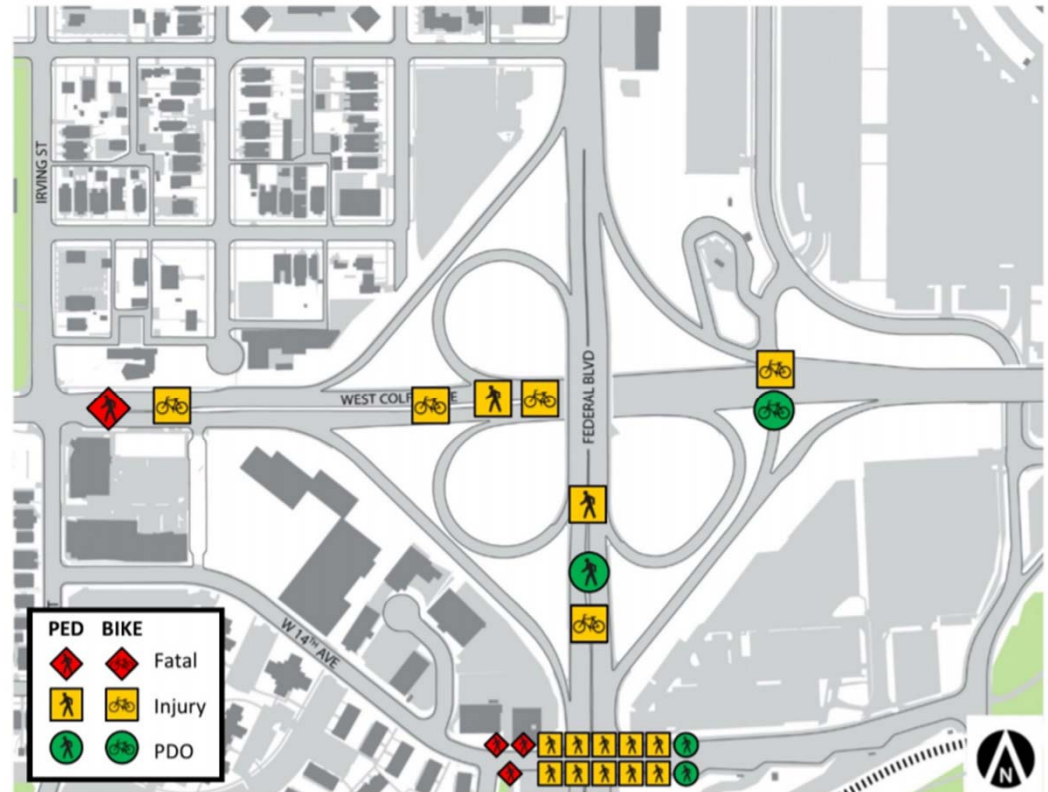 IRVING ST
WEST COLF
E
FEDERAL BLVD
W 14TH AVE
T
PED BIKE
Fatal
Injury
PDO
N